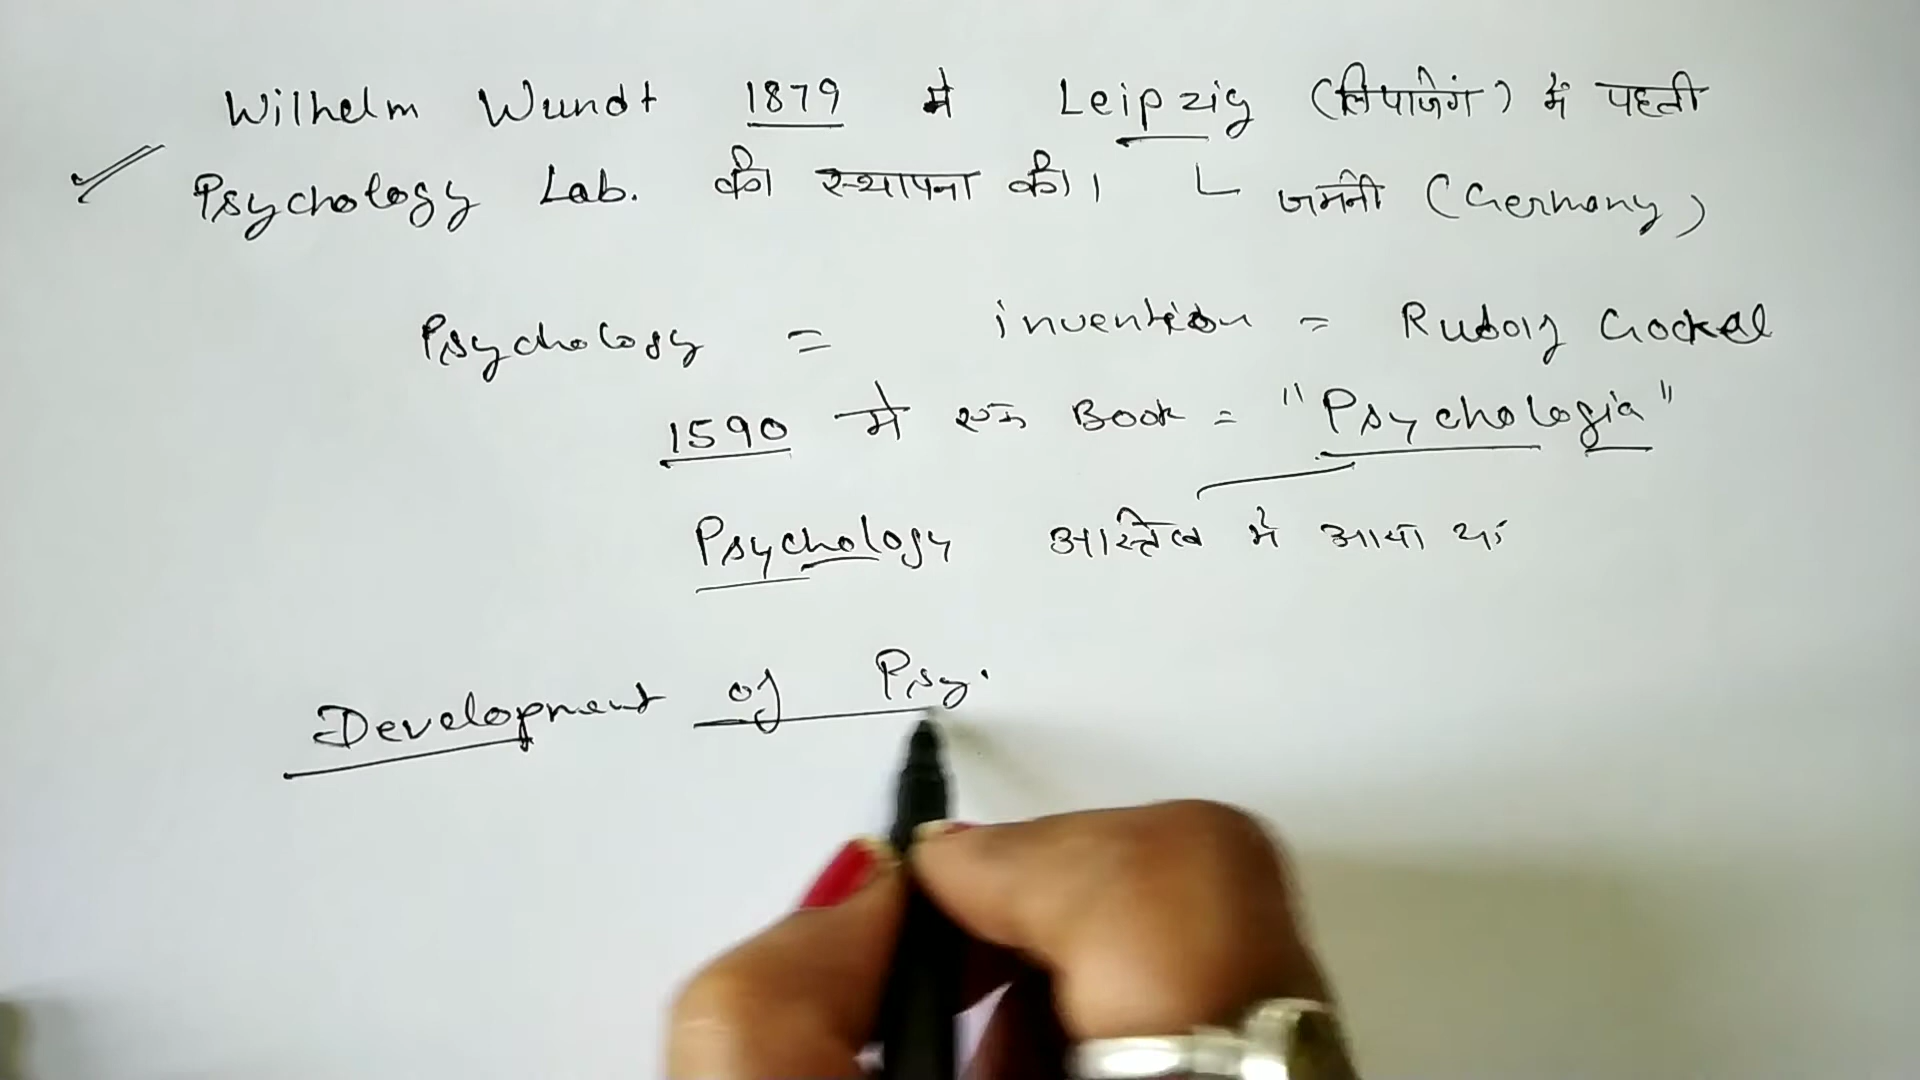 Wilhelm Wundt 1879 मे Leipzig (लिपाजेग) में पहली
Psychology Lab. की स्थापना की। जर्मनी (Germany)
Psychology = invention = Rudolf Gockel
1590 मे एक Book = "Psychologia"
Psychology अस्तित्व में आया था
Development of Psy.